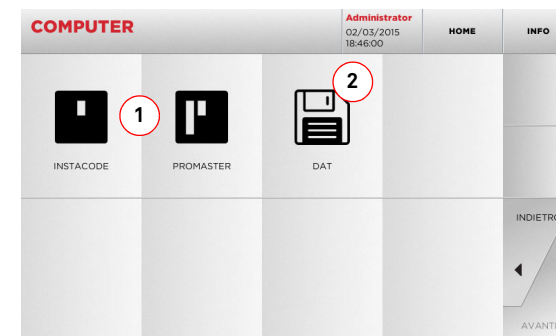 COMPUTER
Administrator
02/03/2015
18:46:00
HOME
INFO
1
2
INSTACODE
PROMASTER
DAT
INDIETRO
AVANTI